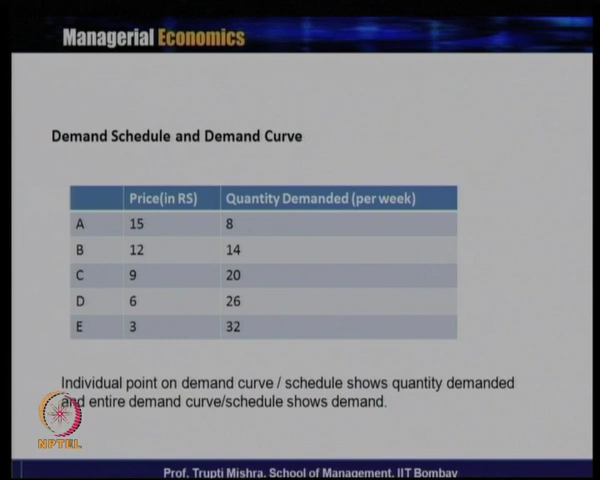 Managerial Economics
Demand Schedule and Demand Curve
Price(in RS) Quantity Demanded (per week)
A 15 8
B 12 14
C 9 20
D 6 26
E 3 32
Individual point on demand curve / schedule shows quantity demanded
and entire demand curve/schedule shows demand.
NPTEL
Prof. Trupti Mishra, School of Management, IIT Bombay